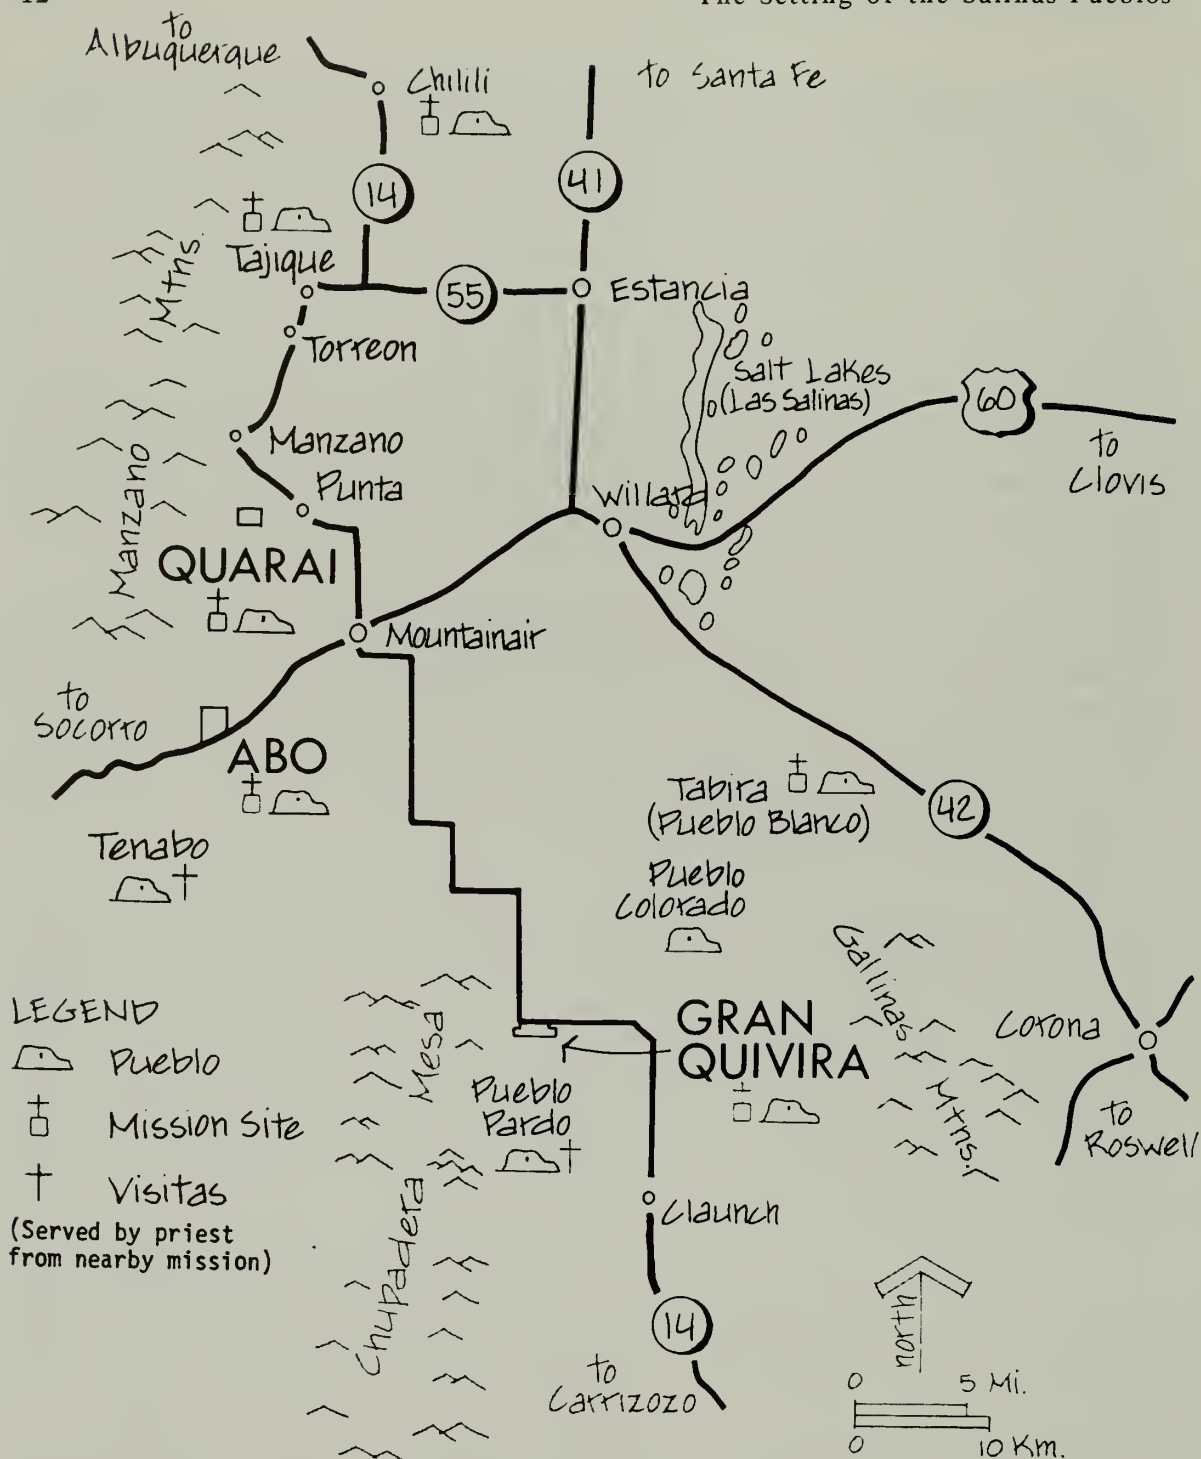 12
The Setting of the Salinas Pueblos
to
Albuquerque
Chilili
to Santa Fe
14
41
Tajique
55
Estancia
Mtns.
Torreon
Salt Lakes
(Las Salinas)
60
to
Clovis
Manzano
Manzano
Punta
Willard
QUARAI
Mountainair
to
Socorro
ABO
Tabira
(Pueblo Blanco)
42
Tenabo
Pueblo
Colorado
Gallinas
Mtns.
Corona
to
Roswell
GRAN
QUIVIRA
Mesa
Chupadera
Pueblo
Pardo
Claunch
14
to
Carrizozo
LEGEND
Pueblo
Mission Site
Visitas
(Served by priest
from nearby mission)
north
0 5 Mi.
0 10 Km.